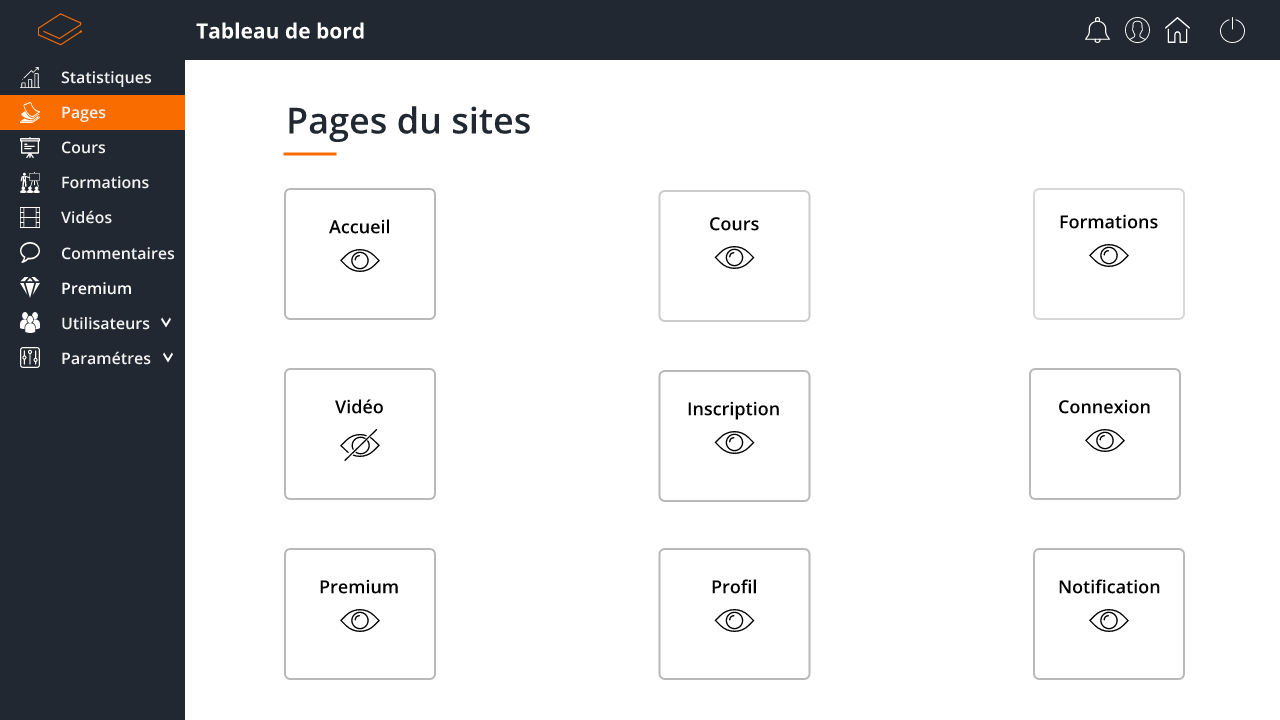 Tableau de bord
Statistiques
Pages
Cours
Formations
Vidéos
Commentaires
Premium
Utilisateurs
Paramétres
Pages du sites
Accueil
Cours
Formations
Vidéo
Inscription
Connexion
Premium
Profil
Notification